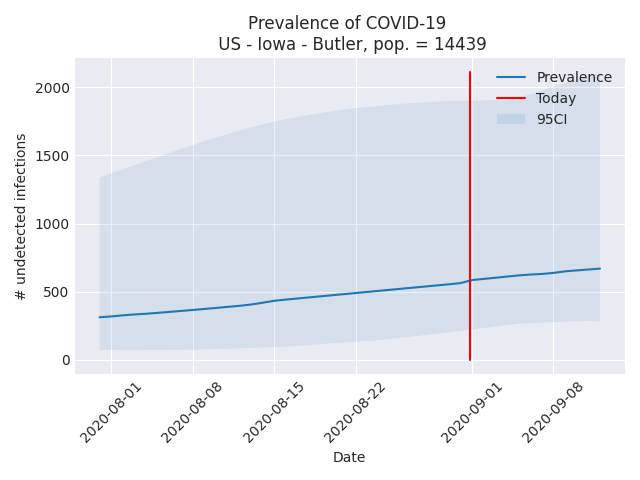 Prevalence of COVID-19
US - Iowa - Butler, pop. = 14439
Prevalence
Today
95CI
# undetected infections
2000
1500
1000
500
0
2020-08-01
2020-08-08
2020-08-15
2020-08-22
2020-09-01
2020-09-08
Date